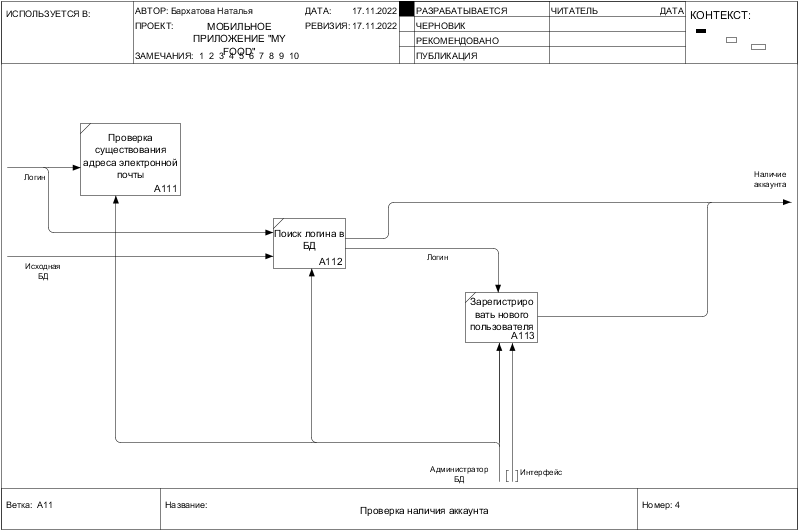 ИСПОЛЬЗУЕТСЯ В:
АВТОР: Бархатова Наталья
ДАТА: 17.11.2022
ПРОЕКТ: МОБИЛЬНОЕ
ПРИЛОЖЕНИЕ "MY
FOOD"
РЕВИЗИЯ: 17.11.2022
ЗАМЕЧАНИЯ: 1 2 3 4 5 6 7 8 9 10
РАЗРАБАТЫВАЕТСЯ
ЧЕРНОВИК
РЕКОМЕНДОВАНО
ПУБЛИКАЦИЯ
ЧИТАТЕЛЬ
ДАТА
КОНТЕКСТ:
Проверка
существования
адреса электронной
почты
A111
Логин
Наличие
аккаунта
Поиск логина в
БД
A112
Исходная
БД
Логин
Зарегистриро
вать нового
пользователя
A113
Администратор
БД
Интерфейс
Ветка: A11
Название:
Проверка наличия аккаунта
Номер: 4